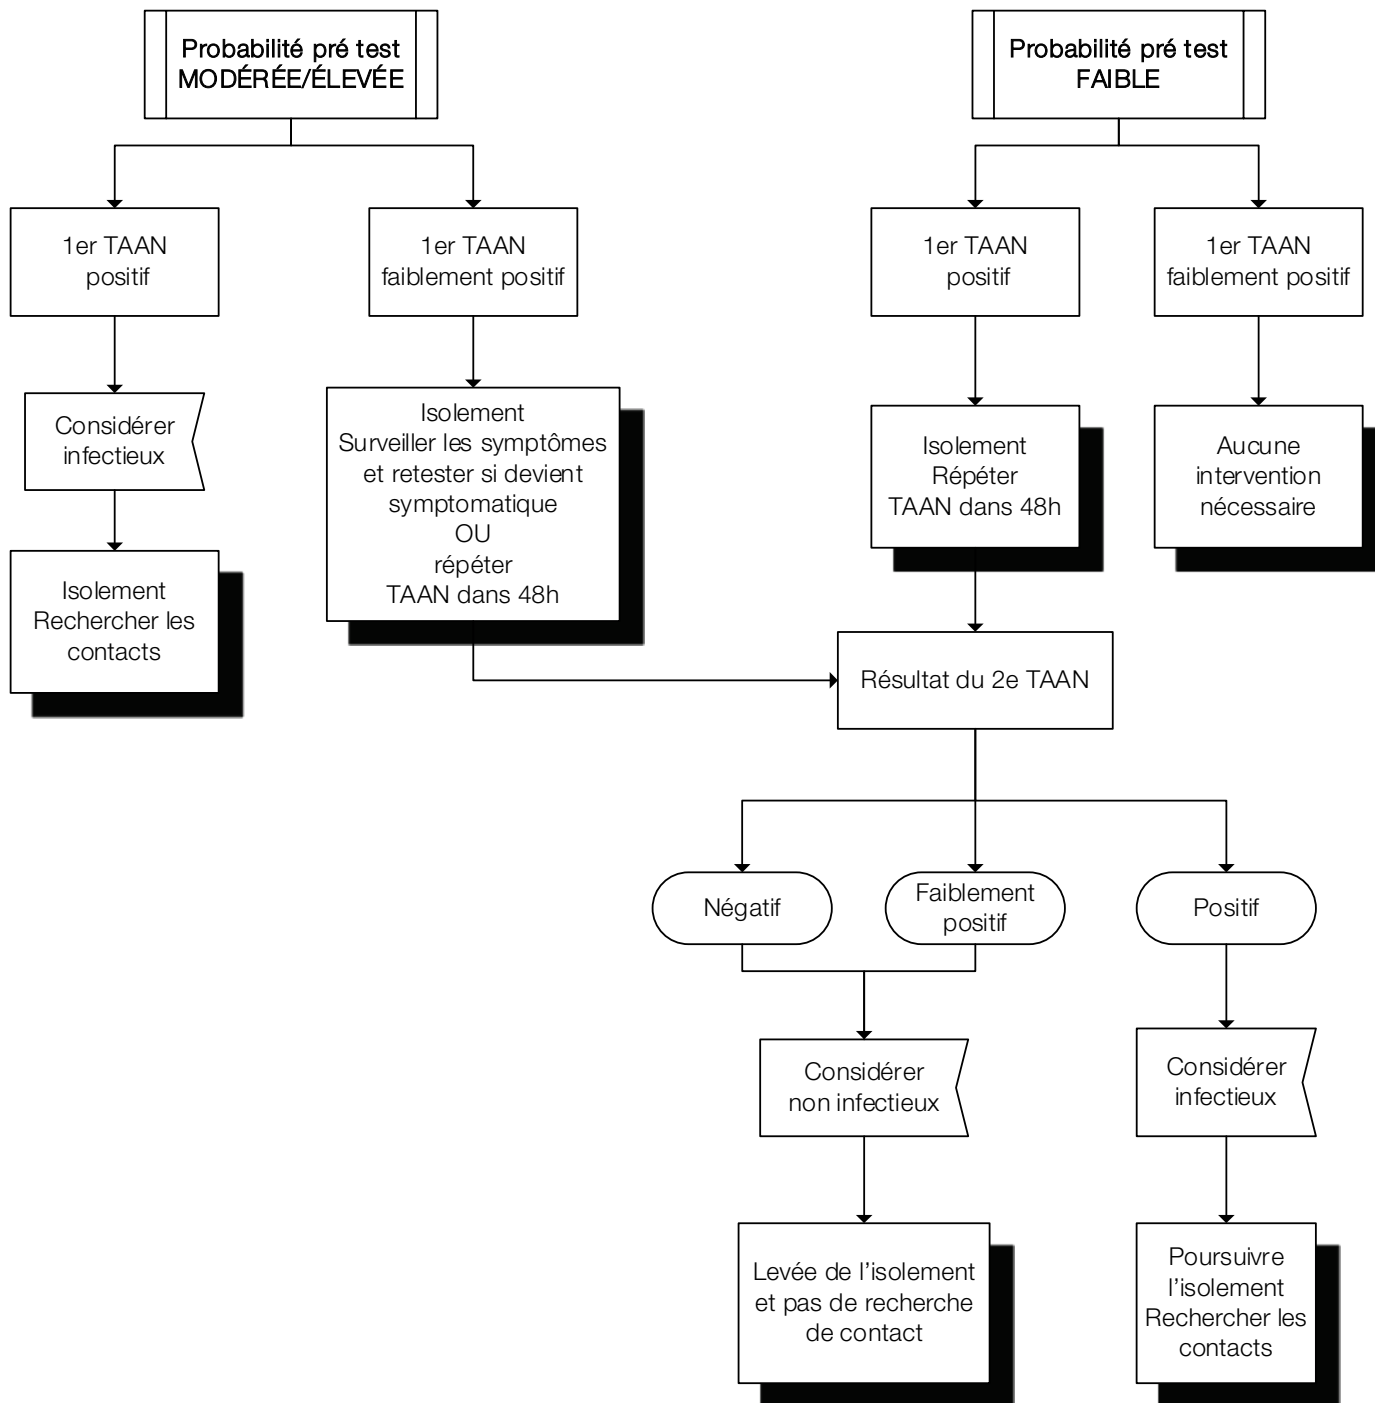 Probabilité pré test
MODÉRÉE/ÉLEVÉE
Probabilité pré test
FAIBLE
1er TAAN
positif
1er TAAN
faiblement positif
1er TAAN
positif
1er TAAN
faiblement positif
Considérer
infectieux
Isolement
Surveiller les symptômes
et retester si devient
symptomatique
OU
répéter
TAAN dans 48h
Isolement
Répéter
TAAN dans 48h
Aucune
intervention
nécessaire
Isolement
Rechercher les
contacts
Résultat du 2e TAAN
Négatif
Faiblement
positif
Positif
Considérer
non infectieux
Considérer
infectieux
Levée de l’isolement
et pas de recherche
de contact
Poursuivre
l’isolement
Rechercher les
contacts